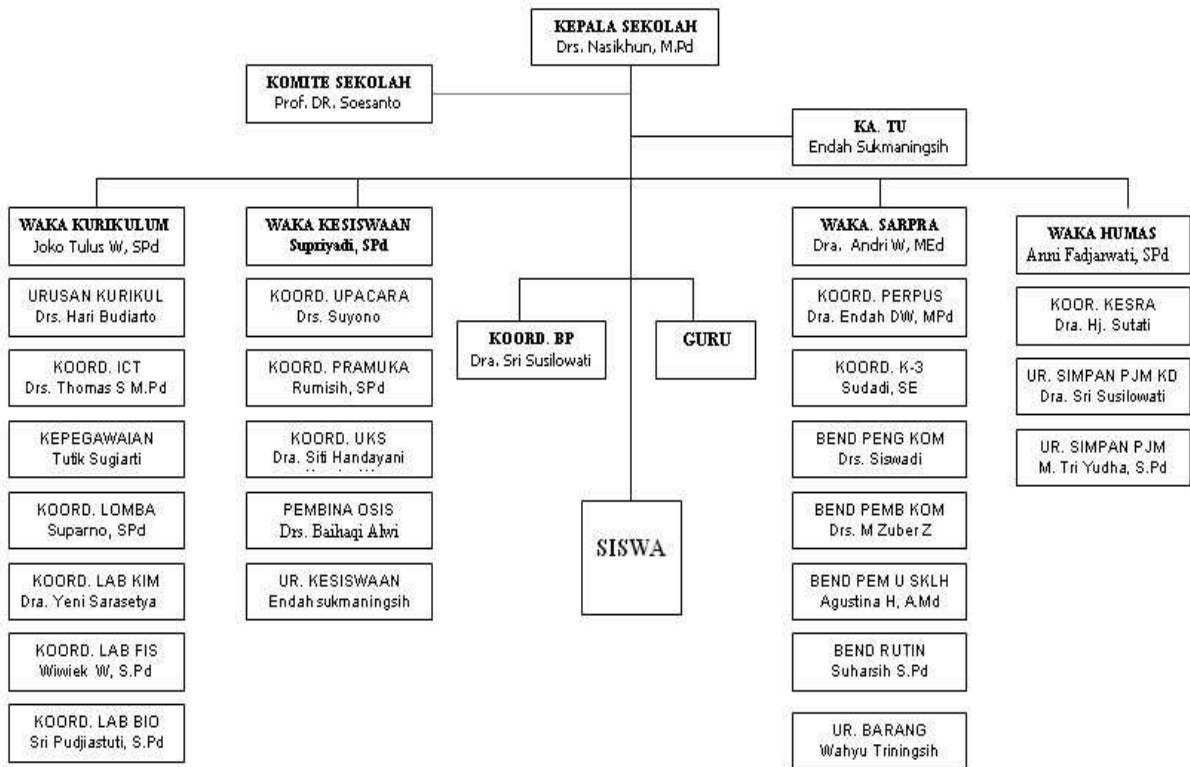 KEPALA SEKOLAH
Drs. Nasikhun, M.Pd
KOMITE SEKOLAH
Prof. DR. Soesanto
KA. TU
Endah Sukmaningsih
WAKA KURIKULUM
Joko Tulus W, SPd
URUSAN KURIKUL
Drs. Hari Budiarto
KOORD. ICT
Drs. Thomas S M.Pd
KEPEGAWAIAN
Tutik Sugiarti
KOORD. LOMBA
Suparno, SPd
KOORD. LAB KIM
Dra. Yeni Sarasetya
KOORD. LAB FIS
Wiwiek W, S.Pd
KOORD. LAB BIO
Sri Pudjiastuti, S.Pd
WAKA KESISWAAN
Supriyadi, SPd
KOORD. UPACARA
Drs. Suyono
KOORD. PRAMUKA
Rumisih, SPd
KOORD. UKS
Dra. Siti Handayani
PEMBINA OSIS
Drs. Baihaqi Alwi
UR. KESISWAAN
Endah sukmaningsih
KOORD. BP
Dra. Sri Susilowati
GURU
SISWA
WAKA. SARPRA
Dra. Andri W, MEd
KOORD. PERPUS
Dra. Endah DW, MPd
KOORD. K-3
Sudadi, SE
BEND PENG KOM
Drs. Siswadi
BEND PEMB KOM
Drs. M Zuber Z
BEND PEM U SKLH
Agustina H, A.Md
BEND RUTIN
Suharsih S.Pd
UR. BARANG
Wahyu Triningsih
WAKA HUMAS
Anni Fadjarwati, SPd
KOOR. KESRA
Dra. Hj. Sutati
UR. SIMPAN PJM KD
Dra. Sri Susilowati
UR. SIMPAN PJM
M. Tri Yudha, S.Pd